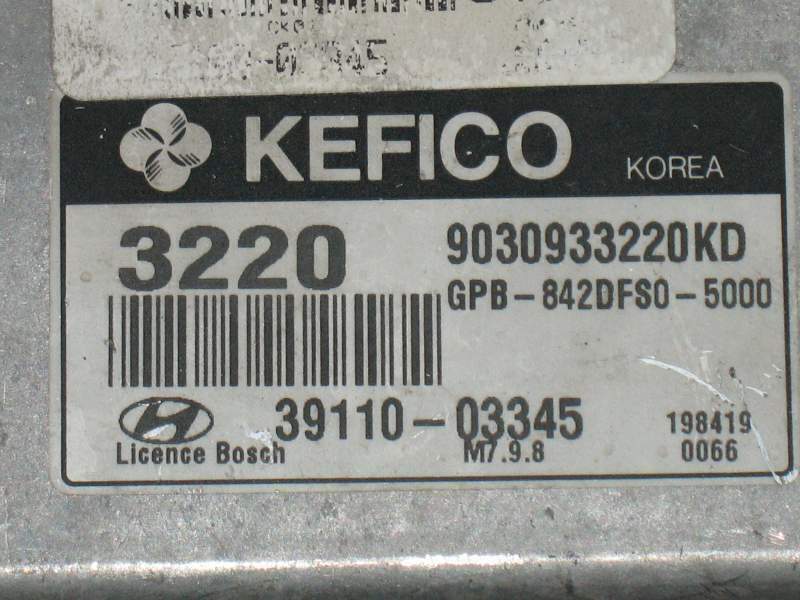 KEFICO KOREA
3220 9030933220KD
GPB-842DFS0-5000
39110-03345 198419
Licence Bosch M7.9.8 0066